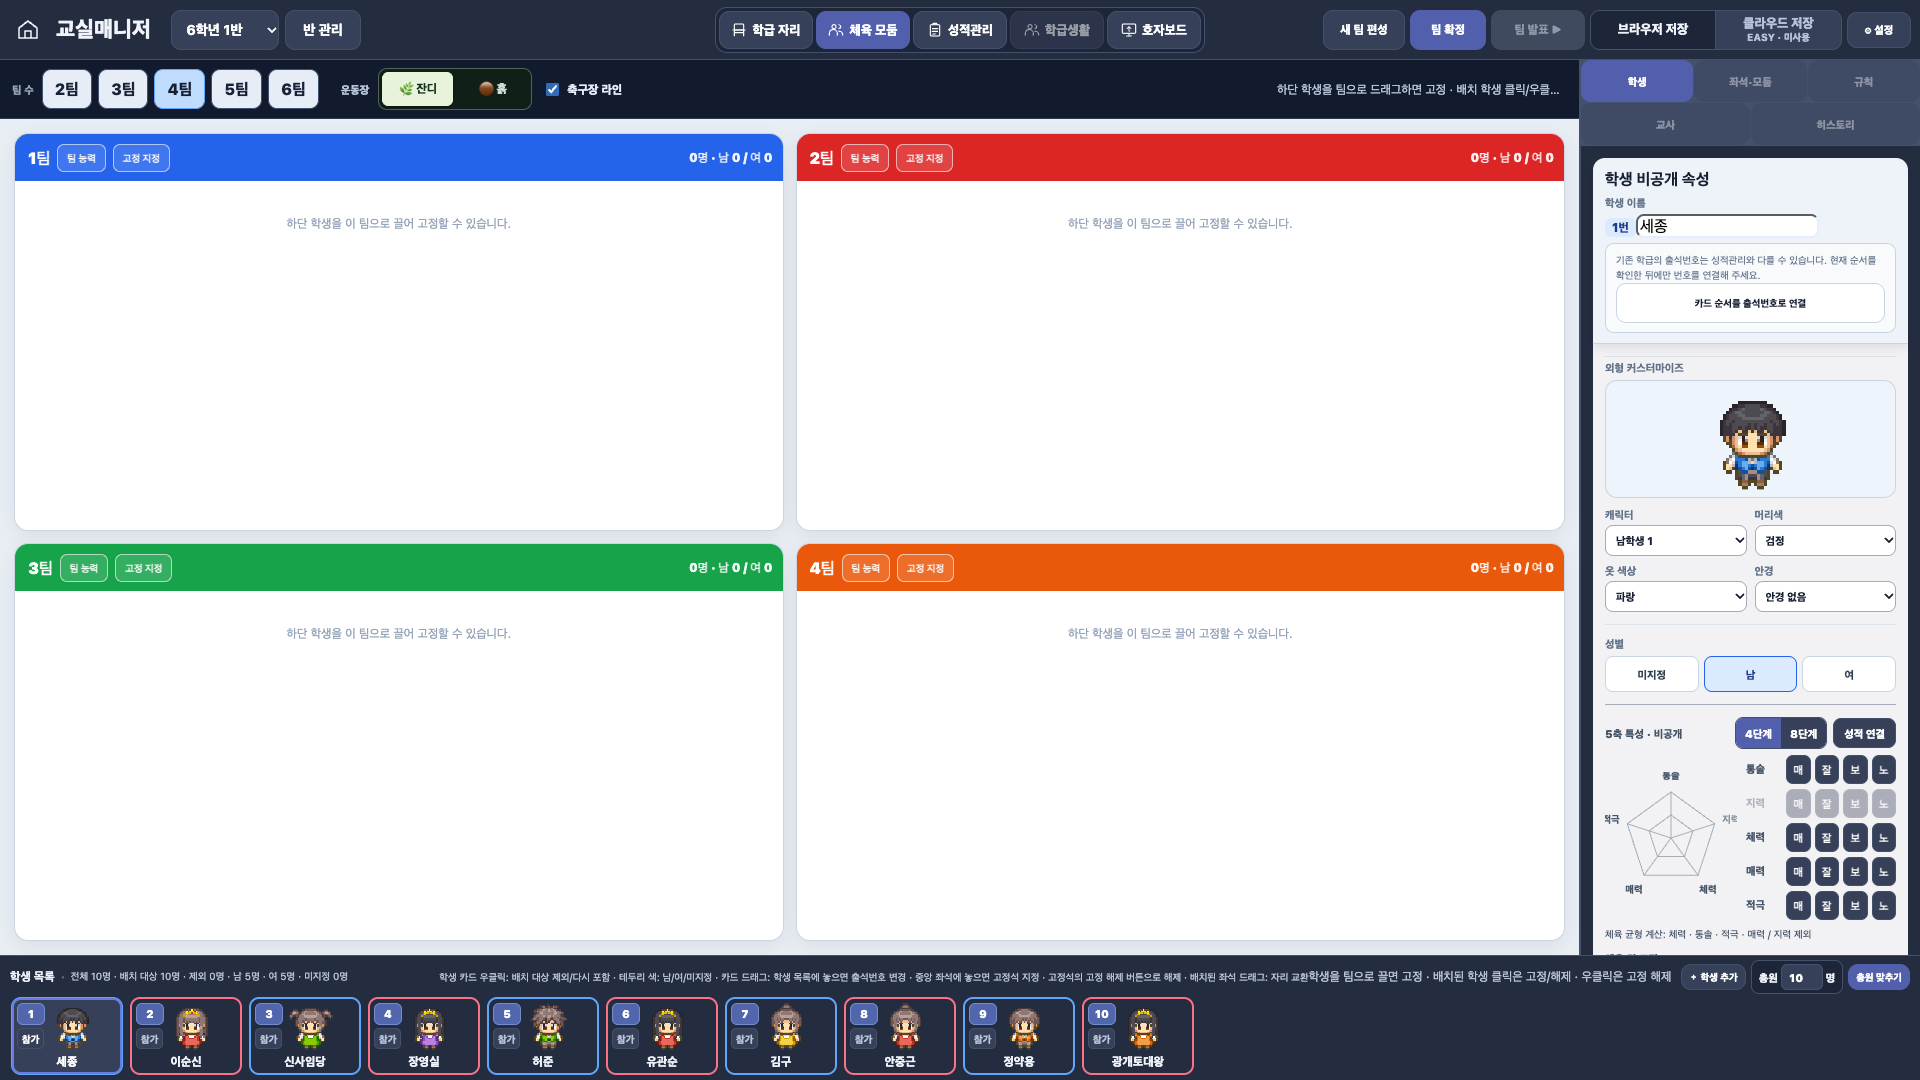 교실매니저
6학년 1반
반 관리
학급 자리
체육 모둠
성적관리
학급생활
호자보드
새 팀 편성
팀 확정
팀 발표 ▶
브라우저 저장
클라우드 저장
EASY · 미사용
⚙ 설정
팀 수
2팀
3팀
4팀
5팀
6팀
운동장
잔디
흙
축구장 라인
하단 학생을 팀으로 드래그하면 고정 · 배치 학생 클릭/우클...
학생
좌석·모둠
규칙
교사
히스토리
1팀
팀 능력
고정 지정
0명 · 남 0 / 여 0
하단 학생을 이 팀으로 끌어 고정할 수 있습니다.
2팀
팀 능력
고정 지정
0명 · 남 0 / 여 0
하단 학생을 이 팀으로 끌어 고정할 수 있습니다.
3팀
팀 능력
고정 지정
0명 · 남 0 / 여 0
하단 학생을 이 팀으로 끌어 고정할 수 있습니다.
4팀
팀 능력
고정 지정
0명 · 남 0 / 여 0
하단 학생을 이 팀으로 끌어 고정할 수 있습니다.
학생 비공개 속성
학생 이름
1번
세종
기존 학급의 출석번호는 성적관리와 다를 수 있습니다. 현재 순서를
확인한 뒤에만 번호를 연결해 주세요.
카드 순서를 출석번호로 연결
외형 커스터마이즈
캐릭터
머리색
남학생 1
검정
옷 색상
안경
파랑
안경 없음
성별
미지정
남
여
5축 특성 · 비공개
4단계
8단계
성적 연결
통솔
지력
체력
매력
적극
통솔 매 잘 보 노
지력 매 잘 보 노
체력 매 잘 보 노
매력 매 잘 보 노
적극 매 잘 보 노
체육 균형 계산: 체력 · 통솔 · 적극 · 매력 / 지력 제외
학생 목록
· 전체 10명 · 배치 대상 10명 · 제외 0명 · 남 5명 · 여 5명 · 미지정 0명
학생 카드 우클릭: 배치 대상 제외/다시 포함 · 테두리 색: 남/여/미지정 · 카드 드래그: 학생 목록에 놓으면 출석번호 변경 · 중앙 좌석에 놓으면 고정석 지정 · 고정석의 고정 해제 버튼으로 해제 · 배치된 좌석 드래그: 자리 교환
학생을 팀으로 끌면 고정 · 배치된 학생 클릭은 고정/해제 · 우클릭은 고정 해제
+ 학생 추가
총원 10 명
총원 맞추기
1
참가
세종
2
참가
이순신
3
참가
신사임당
4
참가
장영실
5
참가
허준
6
참가
유관순
7
참가
김구
8
참가
안중근
9
참가
정약용
10
참가
광개토대왕